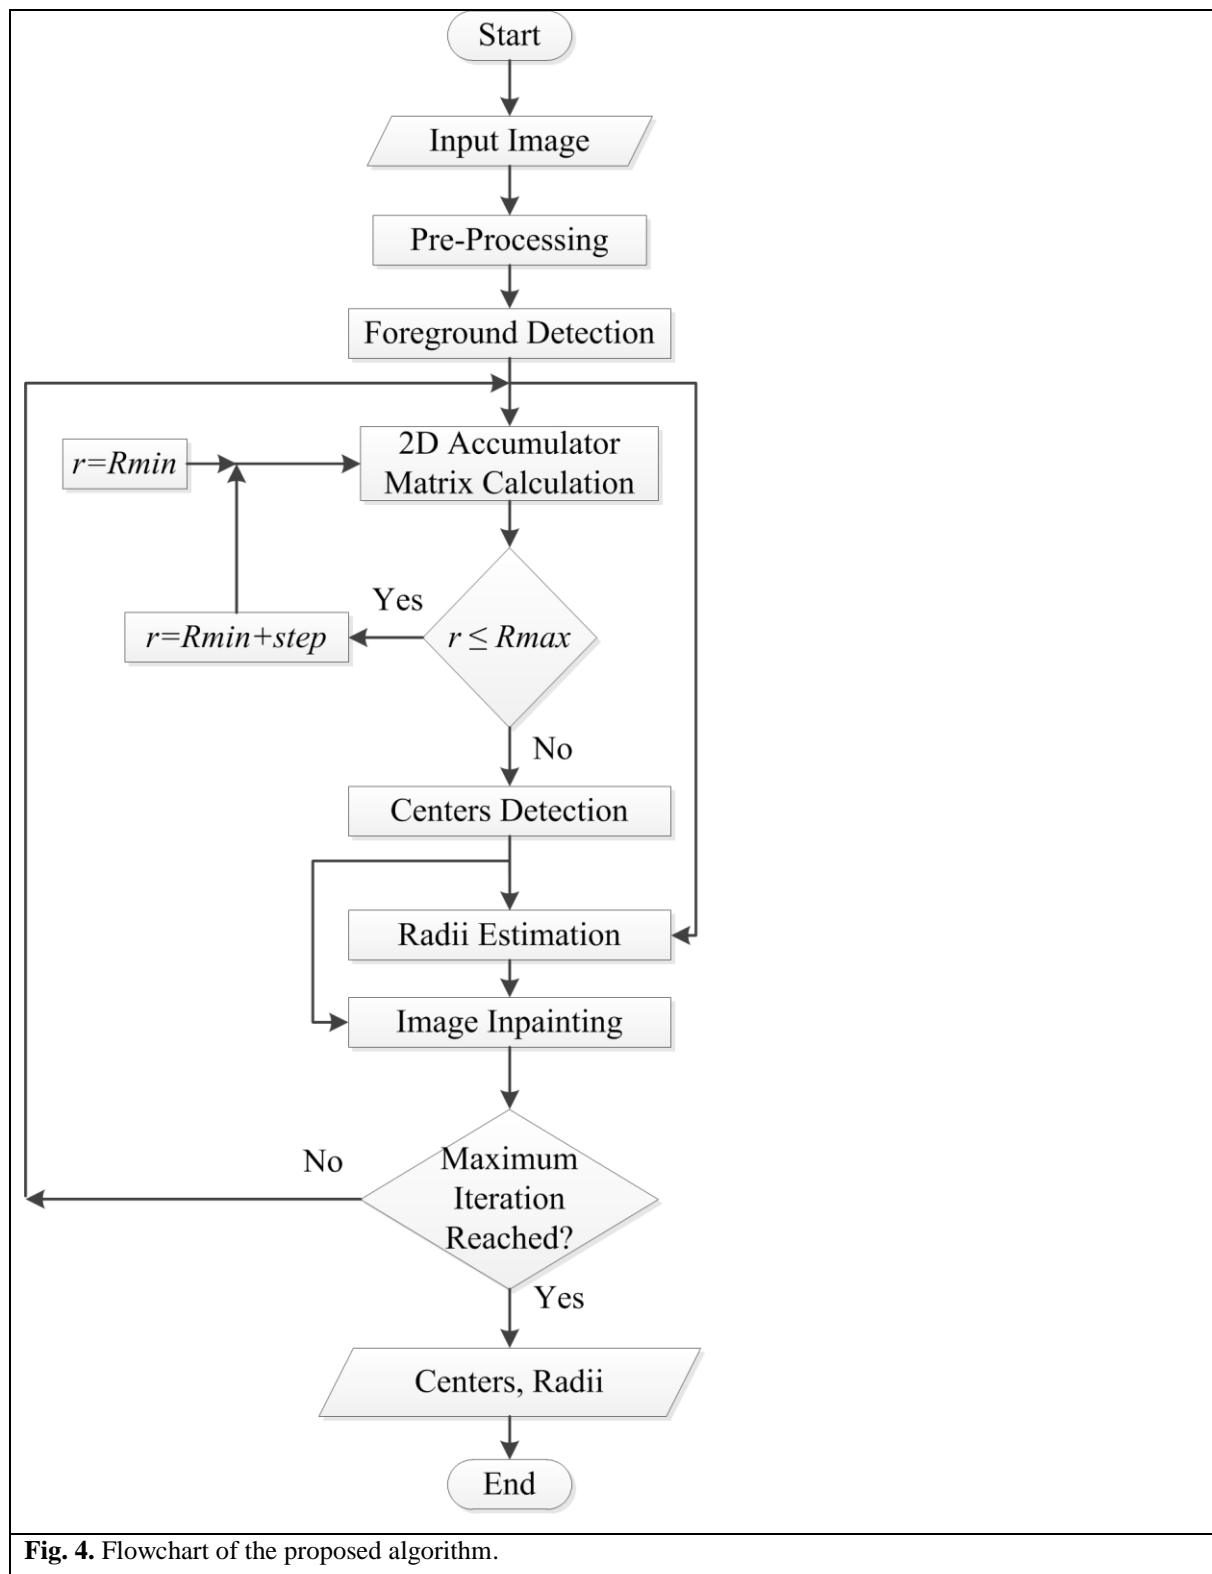 Start
Input Image
Pre-Processing
Foreground Detection
2D Accumulator
Matrix Calculation
r=Rmin
Yes
r=Rmin+step
r ≤ Rmax
No
Centers Detection
Radii Estimation
Image Inpainting
No
Maximum
Iteration
Reached?
Yes
Centers, Radii
End
Fig. 4. Flowchart of the proposed algorithm.